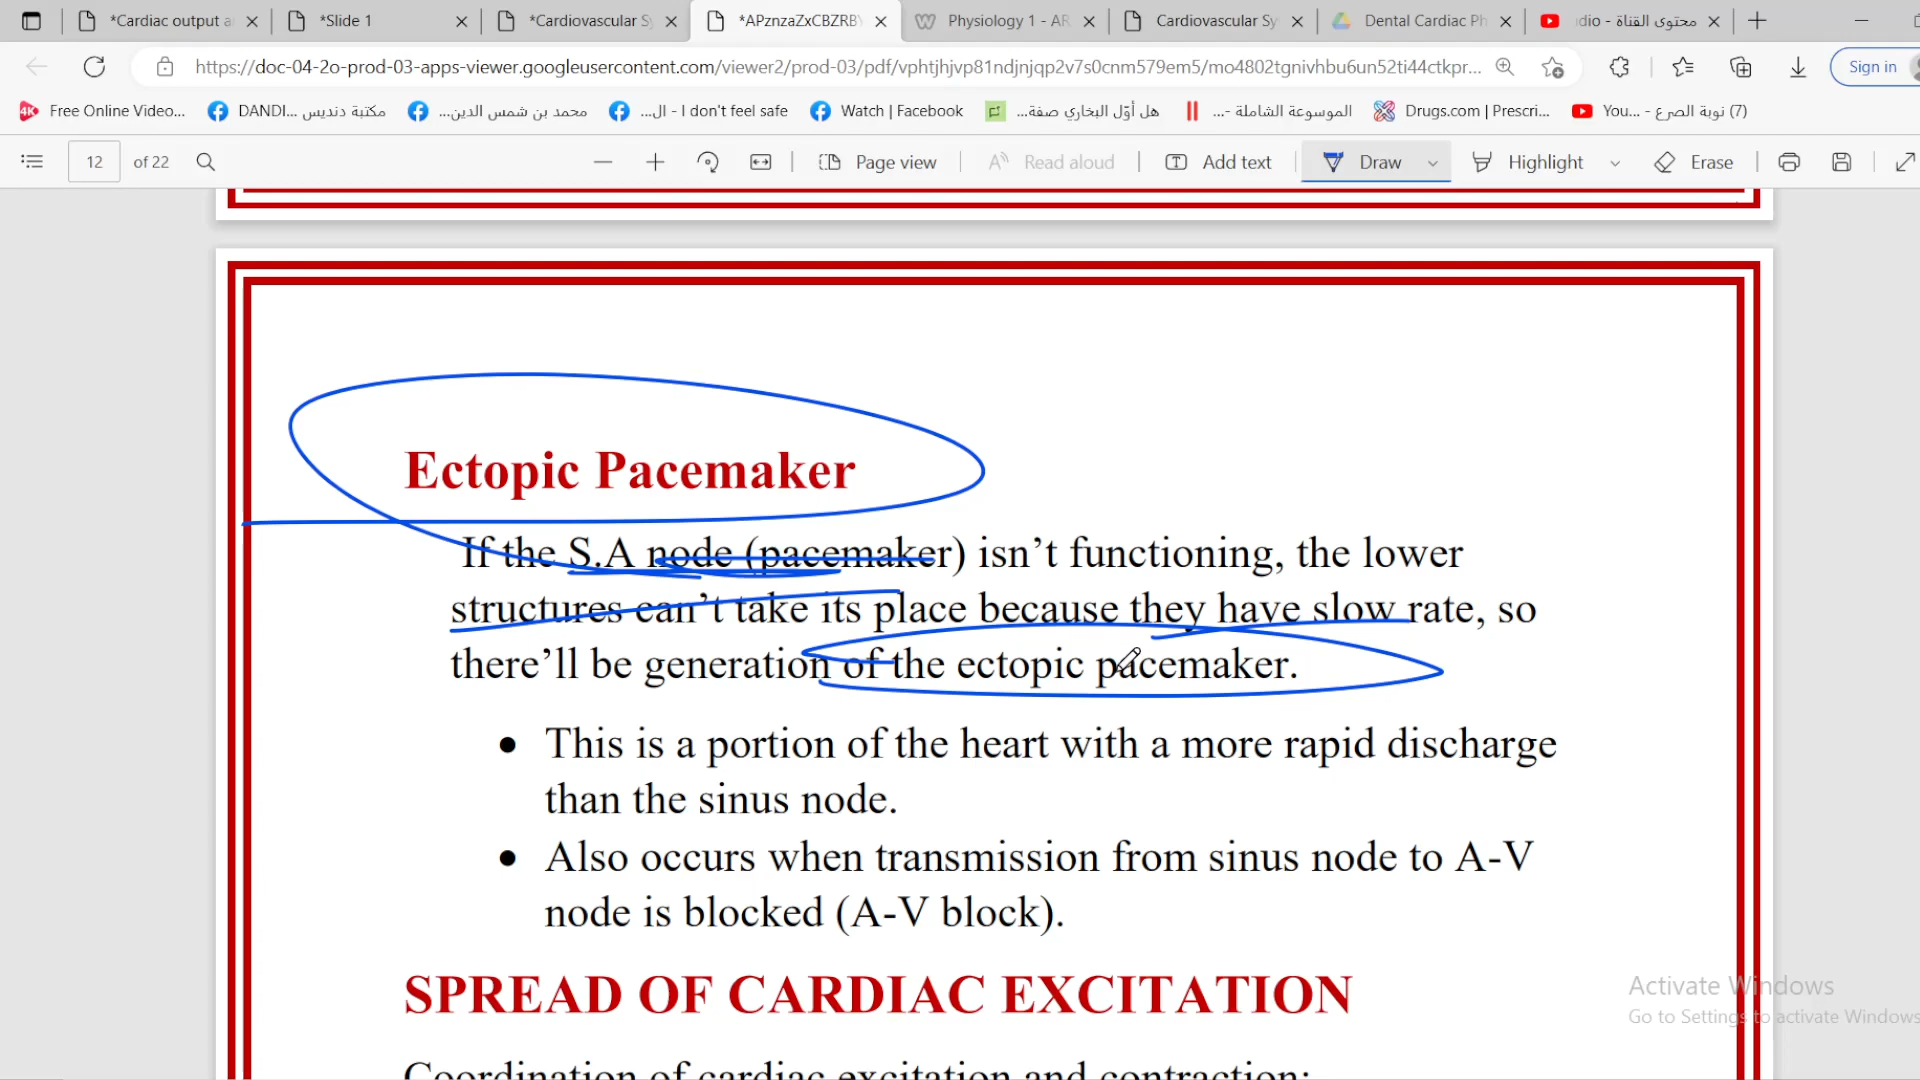 *Cardiac output a
*Slide 1
*Cardiovascular Sy
*APznzaZxCBZRBY
Physiology 1 - AR
Cardiovascular Sy
Dental Cardiac Ph
محتوى القناة - dio
https://doc-04-2o-prod-03-apps-viewer.googleusercontent.com/viewer2/prod-03/pdf/vphtjhjvp81ndjnjqp2v7s0cnm579em5/mo4802tgnivhbu6un52ti44ctkpr...
Sign in
4K
Free Online Video...
مكتبة دنديس ...DANDI
محمد بن شمس الدين...
I don't feel safe - ال...
Watch | Facebook
هل أوّل البخاري صفة...
الموسوعة الشاملة -...
Drugs.com | Prescri...
(7) نوبة الصرع - ...You
12
of 22
Page view
Read aloud
Add text
Draw
Highlight
Erase
Ectopic Pacemaker
If the S.A node (pacemaker) isn't functioning, the lower
structures can't take its place because they have slow rate, so
there'll be generation of the ectopic pacemaker.
• This is a portion of the heart with a more rapid discharge
than the sinus node.
• Also occurs when transmission from sinus node to A-V
node is blocked (A-V block).
SPREAD OF CARDIAC EXCITATION
Coordination of cardiac excitation and contraction:
Activate Windows
Go to Settings to activate Windows